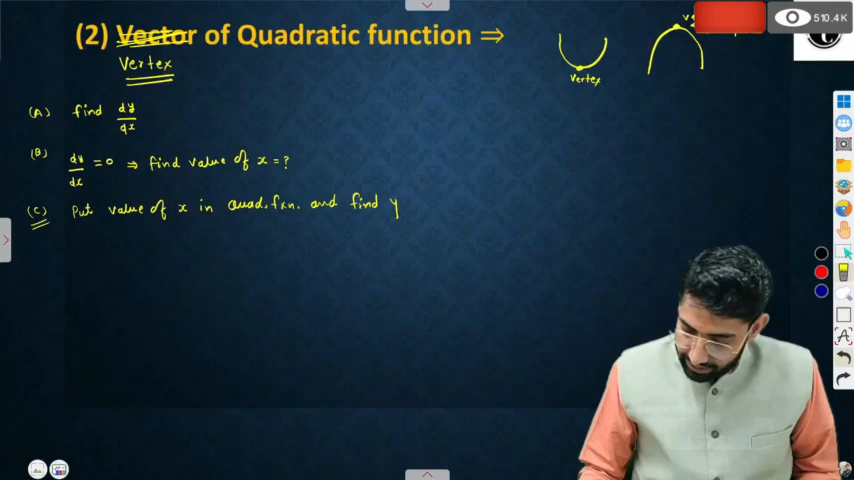 (2) Vector of Quadratic function ⇒
Vertex
510.4K
vertex
(A) find dy/dx
(B) dy/dx = 0 ⇒ find value of x = ?
(C) Put value of x in quad. fxn. and find y